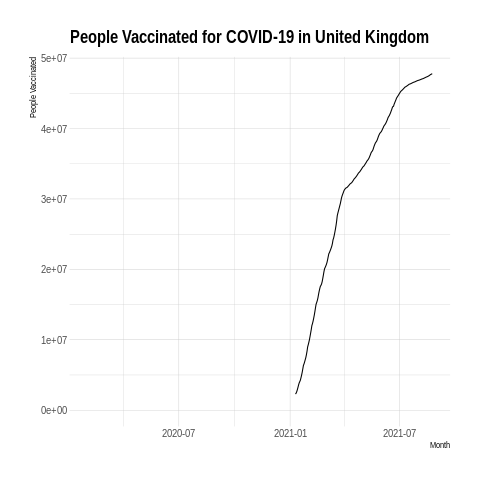 People Vaccinated for COVID-19 in United Kingdom
People Vaccinated
5e+07
4e+07
3e+07
2e+07
1e+07
0e+00
2020-07
2021-01
2021-07
Month